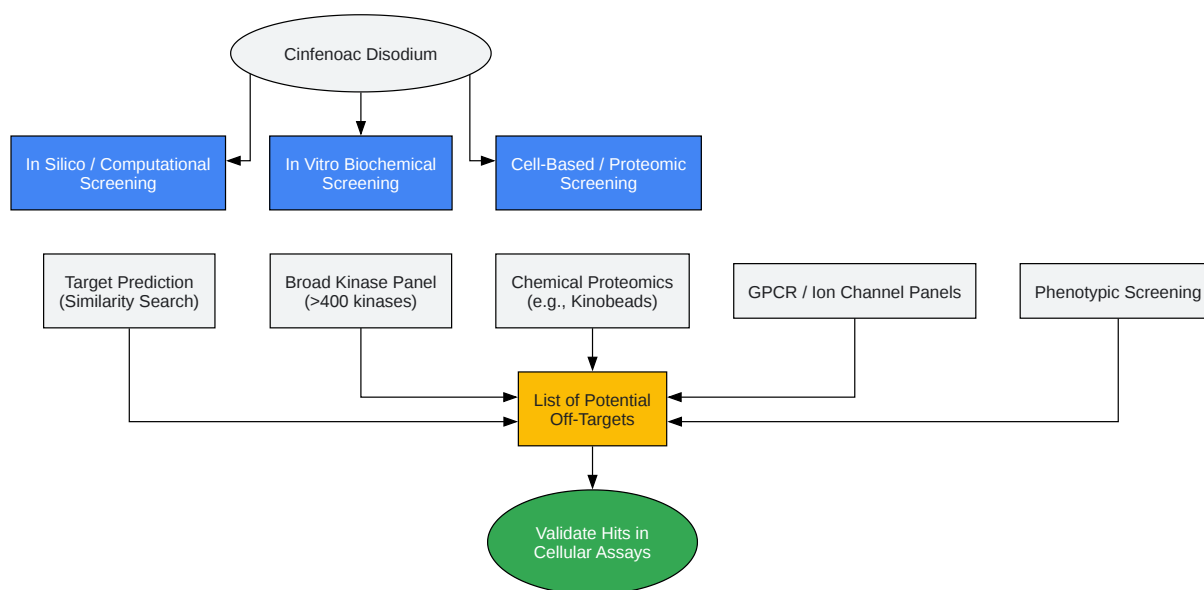 Cinfenoac Disodium
In Silico / Computational
Screening
In Vitro Biochemical
Screening
Cell-Based / Proteomic
Screening
Target Prediction
(Similarity Search)
Broad Kinase Panel
(>400 kinases)
Chemical Proteomics
(e.g., Kinobeads)
GPCR / Ion Channel Panels
Phenotypic Screening
List of Potential
Off-Targets
Validate Hits in
Cellular Assays